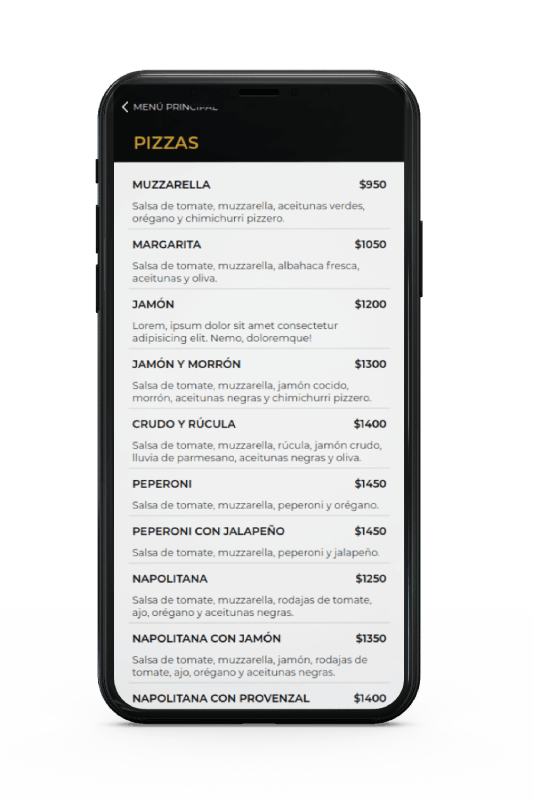 MENÚ PRINCIPAL
PIZZAS
MUZZARELLA $950
Salsa de tomate, muzzarella, aceitunas verdes,
orégano y chimichurri pizzero.
MARGARITA $1050
Salsa de tomate, muzzarella, albahaca fresca,
aceitunas y oliva.
JAMÓN $1200
Lorem, ipsum dolor sit amet consectetur
adipisicing elit. Nemo, doloremque!
JAMÓN Y MORRÓN $1300
Salsa de tomate, muzzarella, jamón cocido,
morrón, aceitunas negras y chimichurri pizzero.
CRUDO Y RÚCULA $1400
Salsa de tomate, muzzarella, rúcula, jamón crudo,
lluvia de parmesano, aceitunas negras y oliva.
PEPERONI $1450
Salsa de tomate, muzzarella, peperoni y orégano.
PEPERONI CON JALAPEÑO $1450
Salsa de tomate, muzzarella, peperoni y jalapeño.
NAPOLITANA $1250
Salsa de tomate, muzzarella, rodajas de tomate,
ajo, orégano y aceitunas negras.
NAPOLITANA CON JAMÓN $1350
Salsa de tomate, muzzarella, jamón, rodajas de
tomate, ajo, orégano y aceitunas negras.
NAPOLITANA CON PROVENZAL $1400